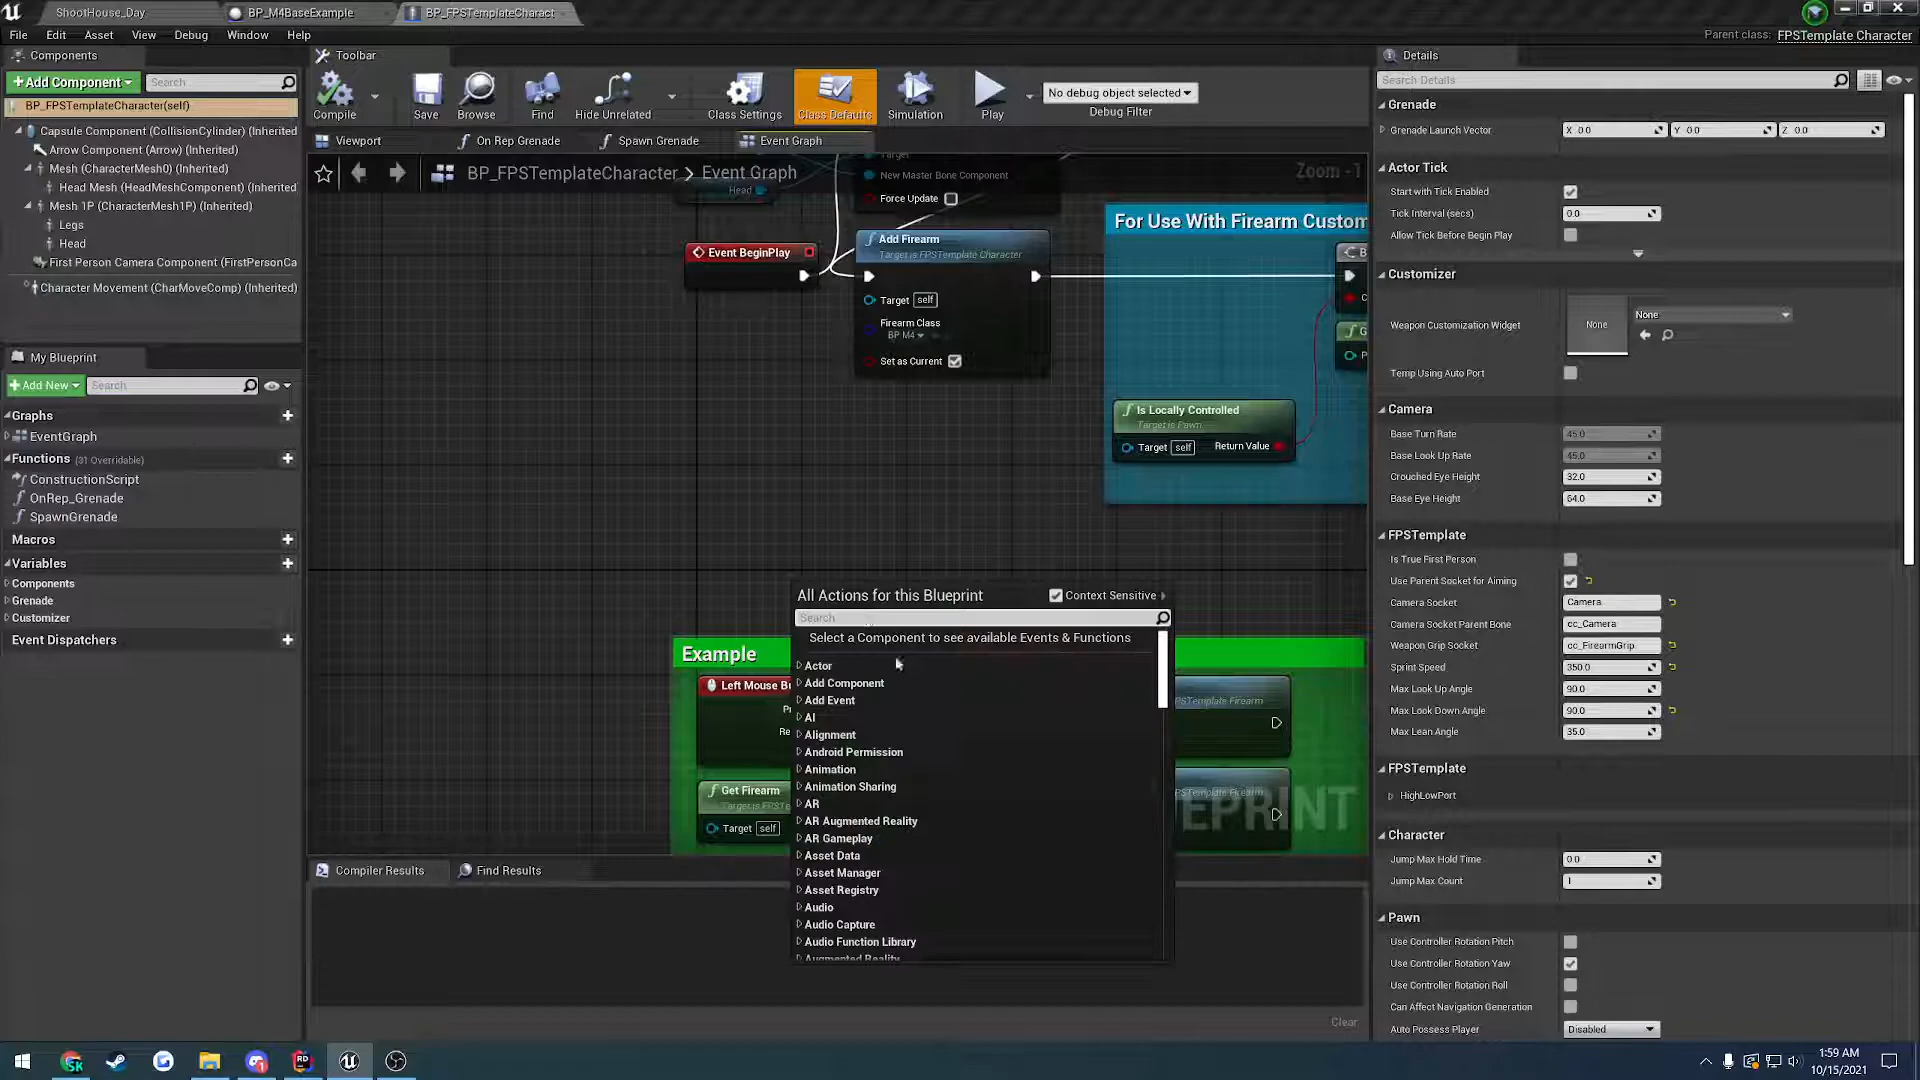 ShootHouse_Day
BP_M4BaseExample
BP_FPSTemplateCharact
File Edit Asset View Debug Window Help
Parent class: FPSTemplate Character
Components
+Add Component
Search
BP_FPSTemplateCharacter(self)
Capsule Component (CollisionCylinder) (Inherited)
Arrow Component (Arrow) (Inherited)
Mesh (CharacterMesh0) (Inherited)
Head Mesh (HeadMeshComponent) (Inherited)
Mesh 1P (CharacterMesh1P) (Inherited)
Legs
Head
First Person Camera Component (FirstPersonCa
Character Movement (CharMoveComp) (Inherited)
My Blueprint
+Add New
Search
Graphs
EventGraph
Functions (31 Overridable)
ConstructionScript
OnRep_Grenade
SpawnGrenade
Macros
Variables
Components
Grenade
Customizer
Event Dispatchers
Toolbar
Compile
Save
Browse
Find
Hide Unrelated
Class Settings
Class Defaults
Simulation
Play
No debug object selected
Debug Filter
Viewport
On Rep Grenade
Spawn Grenade
Event Graph
BP_FPSTemplateCharacter > Event Graph
Zoom -1
Target
New Master Bone Component
Head
Force Update
Event BeginPlay
Add Firearm
Target is FPSTemplate Character
Target self
Firearm Class
BP M4
Set as Current
For Use With Firearm Custom
Is Locally Controlled
Target is Pawn
Target self
Return Value
All Actions for this Blueprint
Context Sensitive
Search
Select a Component to see available Events & Functions
Actor
Add Component
Add Event
AI
Alignment
Android Permission
Animation
Animation Sharing
AR
AR Augmented Reality
AR Gameplay
Asset Data
Asset Manager
Asset Registry
Audio
Audio Capture
Audio Function Library
Augmented Reality
Example
Left Mouse Bu
Get Firearm
Target self
FPSTemplate Firearm
FPSTemplate Firearm
EPRINT
Compiler Results
Find Results
Clear
Details
Search Details
Grenade
Grenade Launch Vector X 0.0 Y 0.0 Z 0.0
Actor Tick
Start with Tick Enabled
Tick Interval (secs) 0.0
Allow Tick Before Begin Play
Customizer
Weapon Customization Widget None None
Temp Using Auto Port
Camera
Base Turn Rate 45.0
Base Look Up Rate 45.0
Crouched Eye Height 32.0
Base Eye Height 64.0
FPSTemplate
Is True First Person
Use Parent Socket for Aiming
Camera Socket Camera
Camera Socket Parent Bone cc_Camera
Weapon Grip Socket cc_FirearmGrip
Sprint Speed 350.0
Max Look Up Angle 90.0
Max Look Down Angle 90.0
Max Lean Angle 35.0
FPSTemplate
HighLowPort
Character
Jump Max Hold Time 0.0
Jump Max Count 1
Pawn
Use Controller Rotation Pitch
Use Controller Rotation Yaw
Use Controller Rotation Roll
Can Affect Navigation Generation
Auto Possess Player Disabled
1:59 AM
10/15/2021